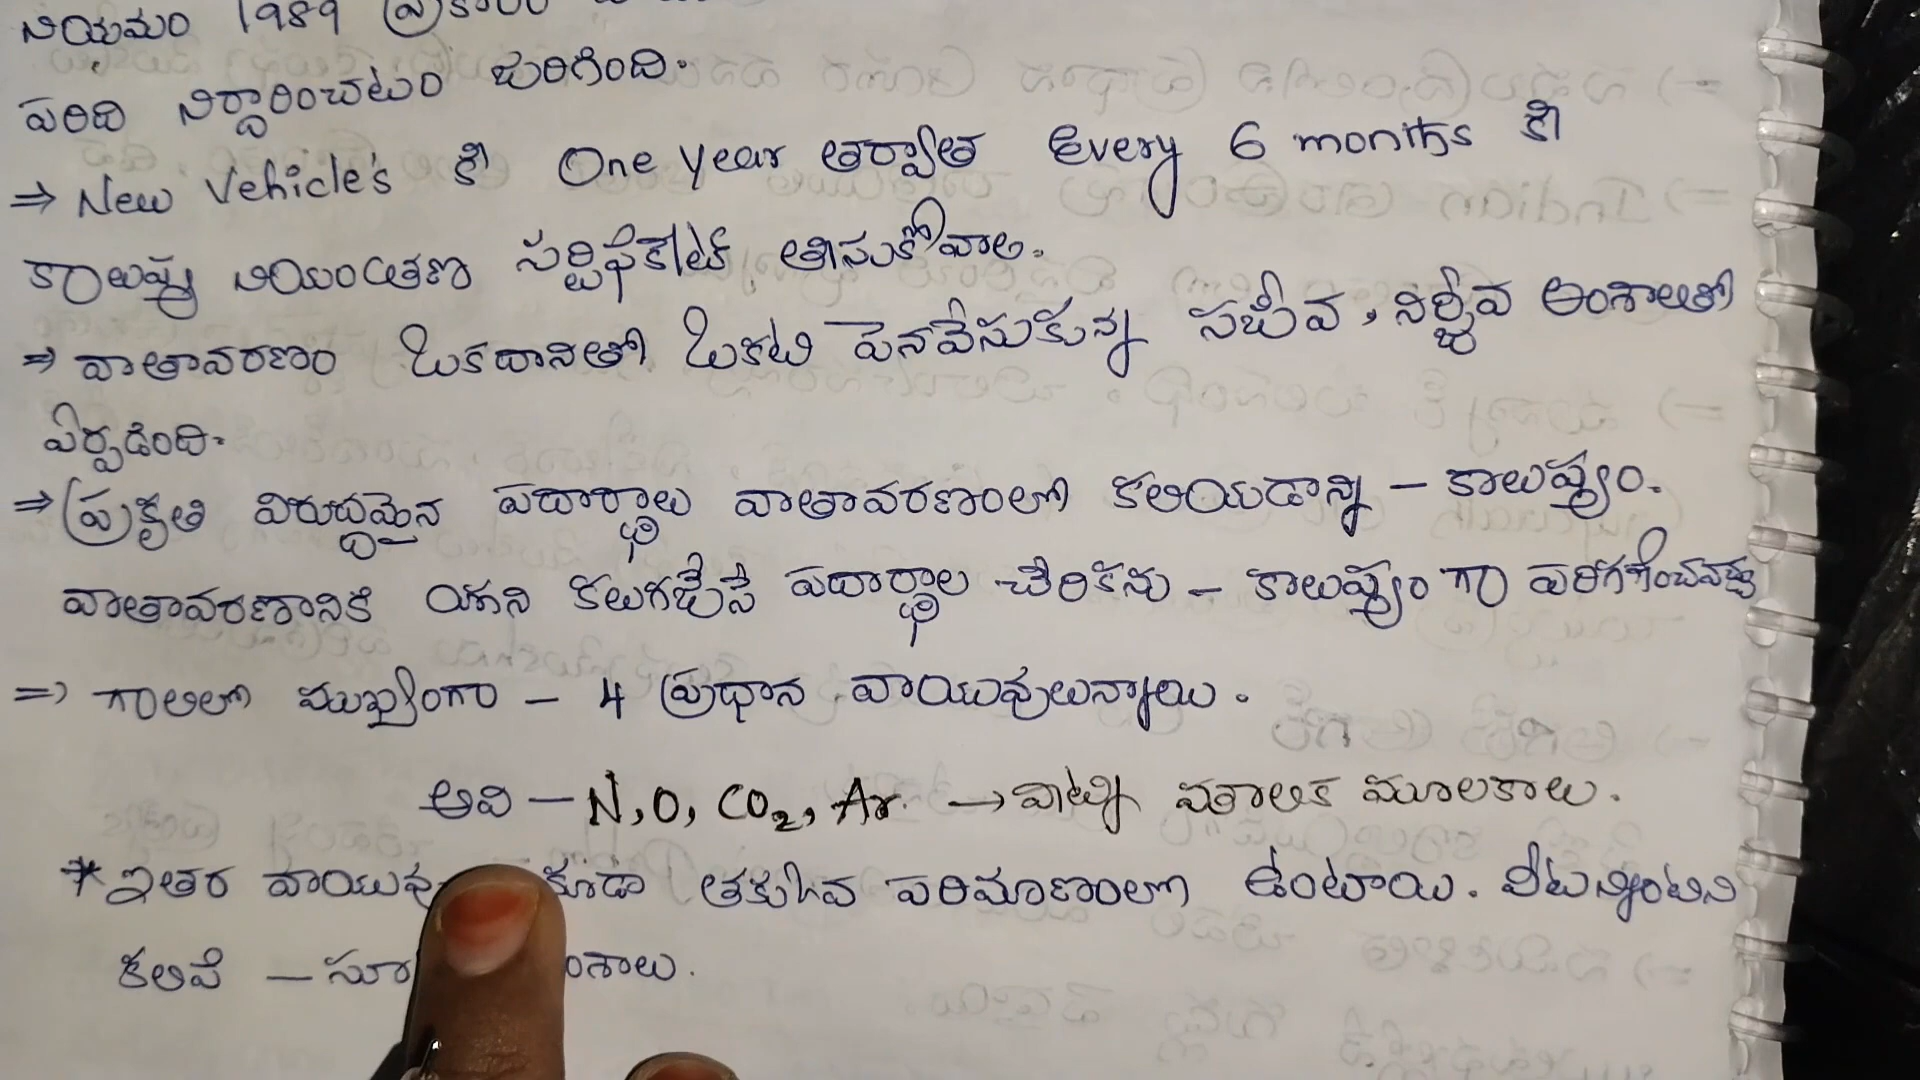 నియమం 1989 ప్రకారం
పరిది నిర్దారించటం జరిగింది.
⇒ New Vehicle's కి One Year తర్వాత Every 6 months కి
కాలుష్య నియంత్రణ సర్టిఫికేట్ తీసుకోవాలి.
⇒ వాతావరణం ఒకదానితో ఒకటి పెనవేసుకున్న సజీవ, నిర్జీవ అంశాలతో
ఏర్పడింది.
⇒ ప్రకృతి విరుద్ధమైన పదార్థాలు వాతావరణంలో కలియడాన్ని – కాలుష్యం.
వాతావరణానికి హాని కలుగజేసే పదార్థాల చేరికను – కాలుష్యం గా పరిగణించవచ్చు
⇒ గాలిలో ముఖ్యంగా – 4 ప్రధాన వాయువులున్నాయి.
అవి – N, O, CO2, Ar. → వాట్ని మూలకాలు.
* ఇతర వాయువు కూడా తకుకువ పరిమాణంలో ఉంటాయి. వీటన్నింటిని
కలిపే –